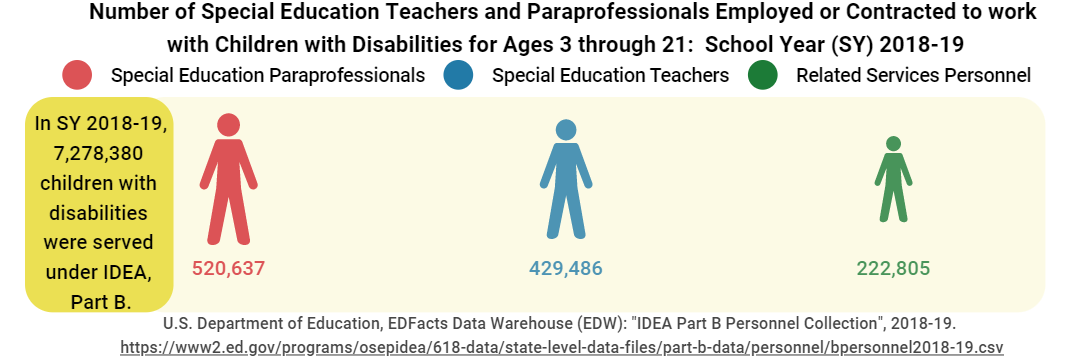 Number of Special Education Teachers and Paraprofessionals Employed or Contracted to work
with Children with Disabilities for Ages 3 through 21: School Year (SY) 2018-19
Special Education Paraprofessionals
Special Education Teachers
Related Services Personnel
In SY 2018-19,
7,278,380
children with
disabilities
were served
under IDEA,
Part B.
520,637
429,486
222,805
U.S. Department of Education, EDFacts Data Warehouse (EDW): "IDEA Part B Personnel Collection", 2018-19.
https://www2.ed.gov/programs/osepidea/618-data/state-level-data-files/part-b-data/personnel/bpersonnel2018-19.csv